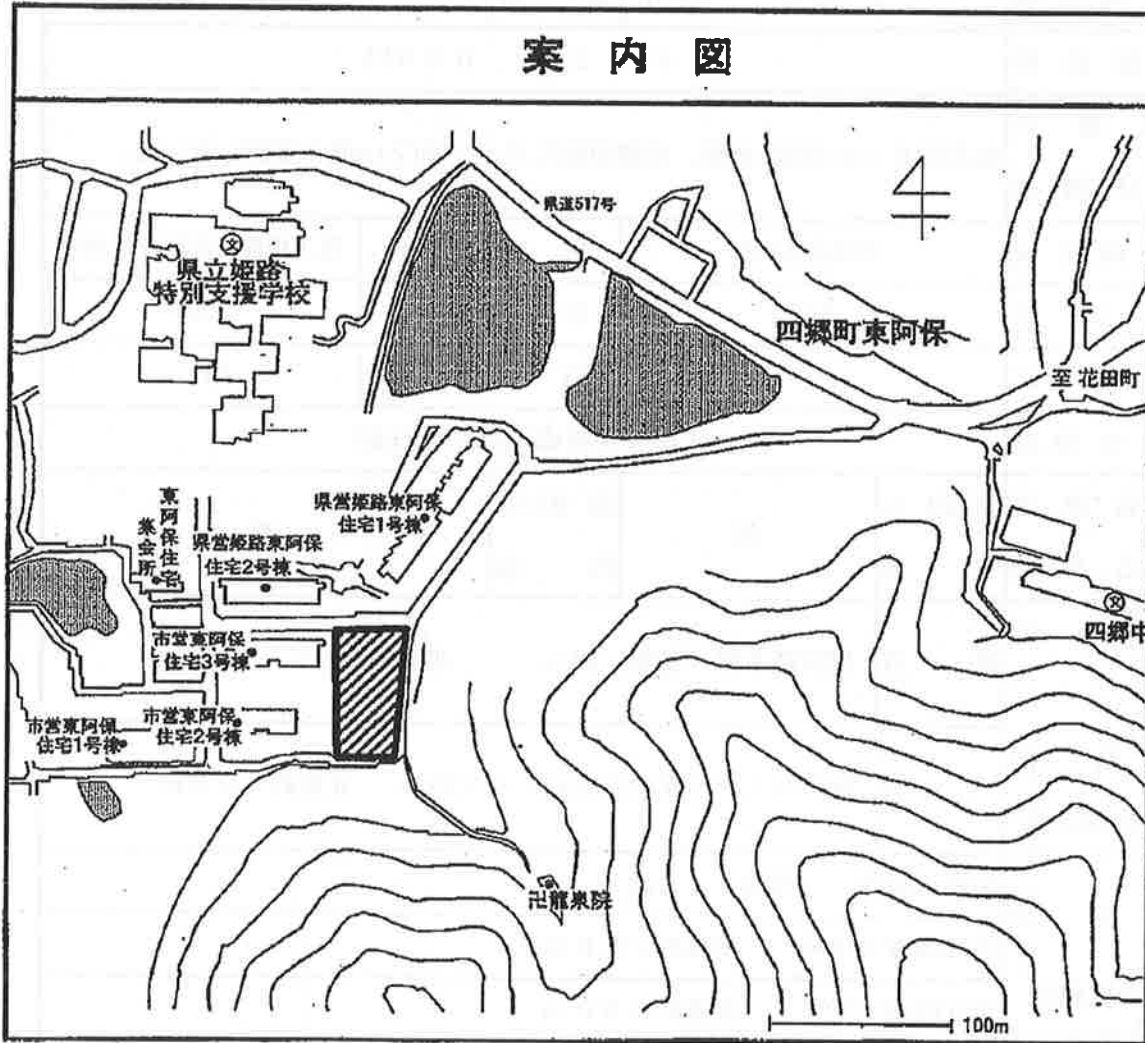 案内図
県道517号
県立姫路
特別支援学校
四郷町東阿保
至 花田町
県営姫路東阿保
住宅1号棟
東阿保住宅
集会所
県営姫路東阿保
住宅2号棟
四郷中
市営東阿保
住宅3号棟
市営東阿保
住宅2号棟
市営東阿保
住宅1号棟
卍龍泉院
100m